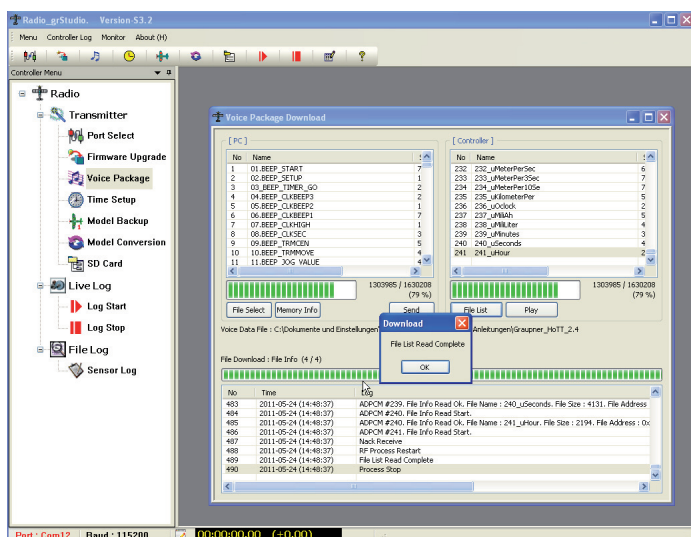 Radio_grStudio. Version-S3.2
Menu Controller Log Monitor About (H)
Controller Menu
Radio
Transmitter
Port Select
Firmware Upgrade
Voice Package
Time Setup
Model Backup
Model Conversion
SD Card
Live Log
Log Start
Log Stop
File Log
Sensor Log
Voice Package Download
[ PC ]
No Name
1 01.BEEP_START 7
2 02.BEEP_SETUP 1
3 03_BEEP_TIMER_GO 2
4 04.BEEP_CLKBEEP3 2
5 05.BEEP_CLKBEEP2 1
6 06.BEEP_CLKBEEP1 7
7 07.BEEP_CLKHIGH 1
8 08.BEEP_CLKSEC 3
9 09.BEEP_TRMCEN 5
10 10.BEEP_TRMMOVE 4
11 11.BEEP JOG VALUE 4
1303985 / 1630208
(79 %)
File Select Memory Info Send
[ Controller ]
No Name
232 232_uMeterPerSec 6
233 233_uMeterPer3Sec 7
234 234_uMeterPer10Se 7
235 235_uKilometerPer 5
236 236_uOclock 2
237 237_uMiliAh 5
238 238_uMiliLiter 4
239 239_uMinutes 3
240 240_uSeconds 4
241 241_uHour 2
1303985 / 1630208
(79 %)
File List Play
Voice Data File : C:\Dokumente und Einstellungen Anleitungen\Graupner_HoTT_2.4
Download
File List Read Complete
OK
File Download : File Info (4 / 4)
No Time Log
483 2011-05-24 (14:48:37) ADPCM #239. File Info Read Ok. File Name : 240_uSeconds. File Size : 4131. File Address
484 2011-05-24 (14:48:37) ADPCM #240. File Info Read Start.
485 2011-05-24 (14:48:37) ADPCM #240. File Info Read Ok. File Name : 241_uHour. File Size : 2194. File Address : 0x
486 2011-05-24 (14:48:37) ADPCM #241. File Info Read Start.
487 2011-05-24 (14:48:37) Nack Receive
488 2011-05-24 (14:48:37) RF Process Restart
489 2011-05-24 (14:48:37) File List Read Complete
490 2011-05-24 (14:48:37) Process Stop
Port : Com12 Baud : 115200 00:00:00.00 (+0.00)